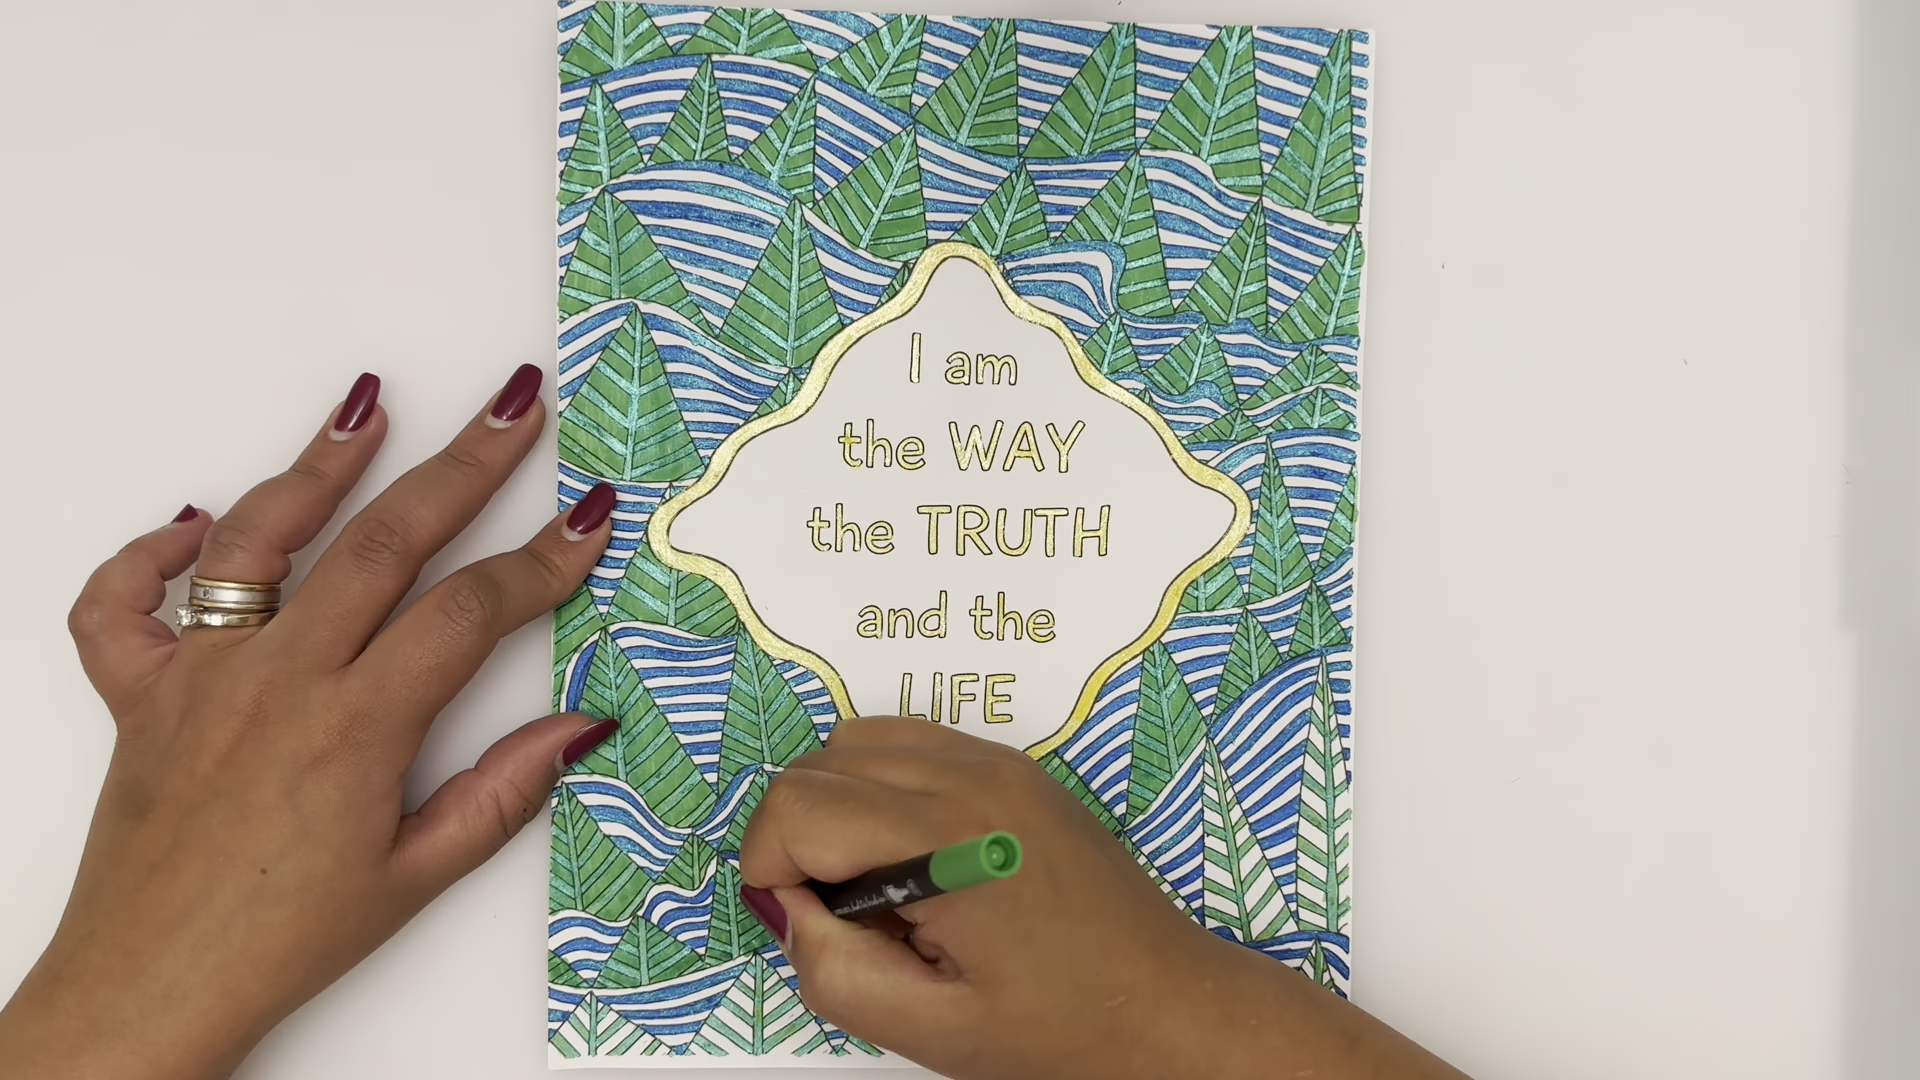 I am
the WAY
the TRUTH
and the
LIFE